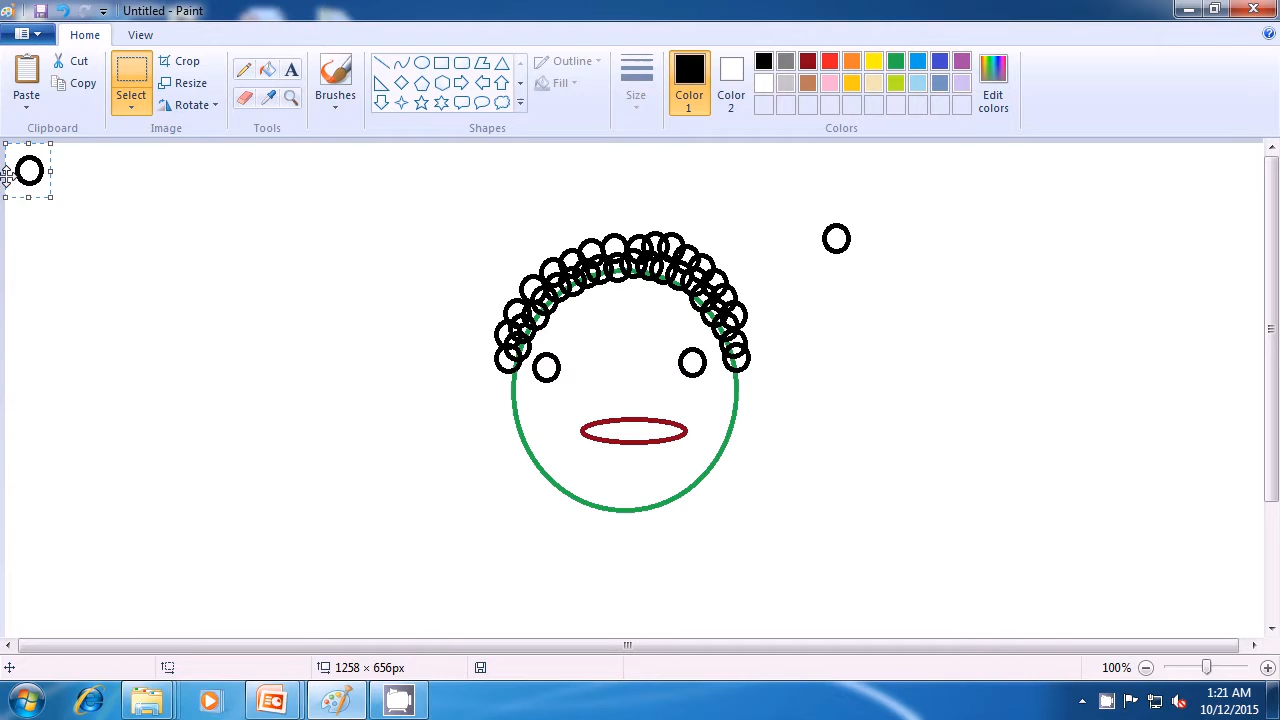 Untitled - Paint
Home View
Paste
Cut
Copy
Clipboard
Select
Crop
Resize
Rotate
Image
A
Tools
Brushes
Shapes
Outline
Fill
Size
Color 1
Color 2
Edit colors
Colors
1258 × 656px
100%
1:21 AM
10/12/2015